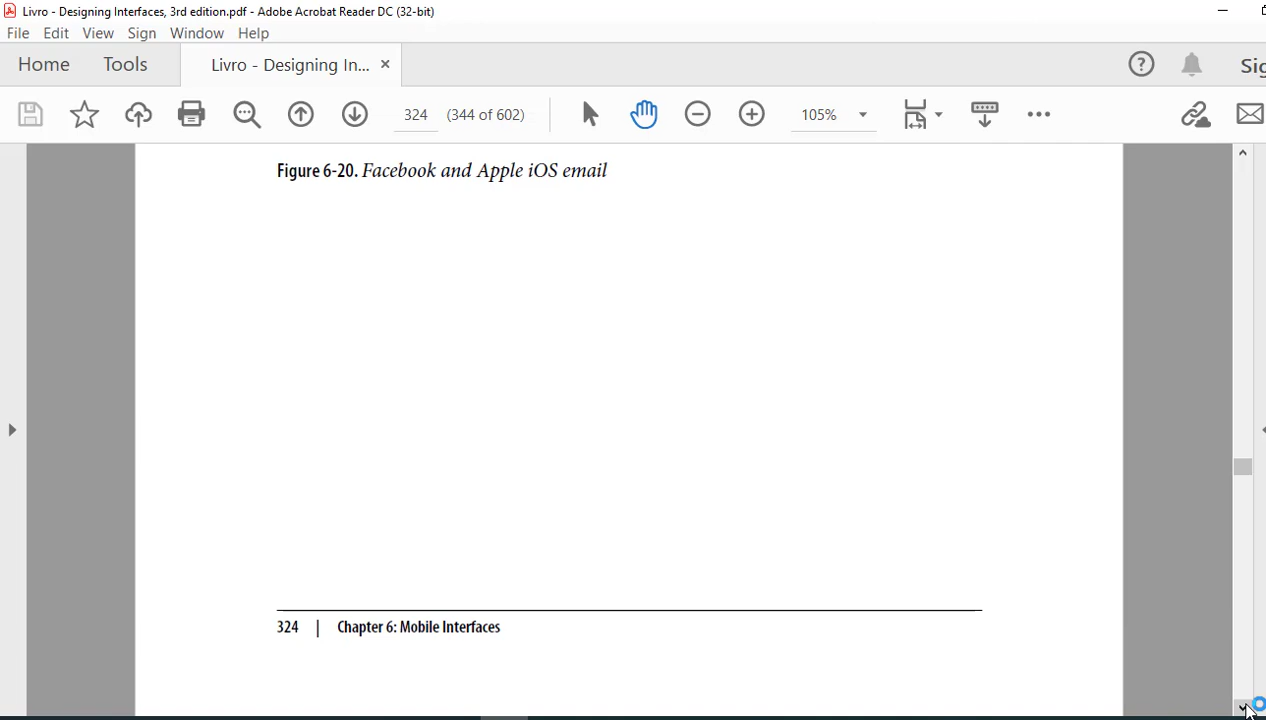 Livro - Designing Interfaces, 3rd edition.pdf - Adobe Acrobat Reader DC (32-bit)
File Edit View Sign Window Help
Home Tools Livro - Designing In... ×
324 (344 of 602) 105%
Figure 6-20. Facebook and Apple iOS email
324 | Chapter 6: Mobile Interfaces